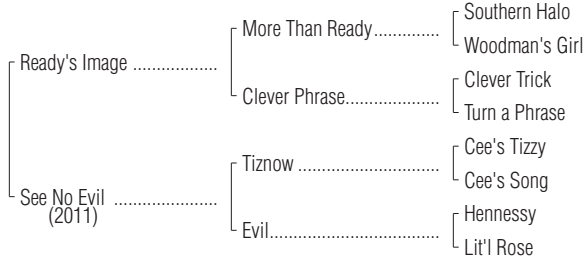 Southern Halo
More Than Ready..............
Woodman's Girl
Ready's Image ..................
Clever Trick
Clever Phrase....................
Turn a Phrase
Cee's Tizzy
Tiznow ..............................
Cee's Song
See No Evil ......................
(2011)
Hennessy
Evil....................................
Lit'l Rose